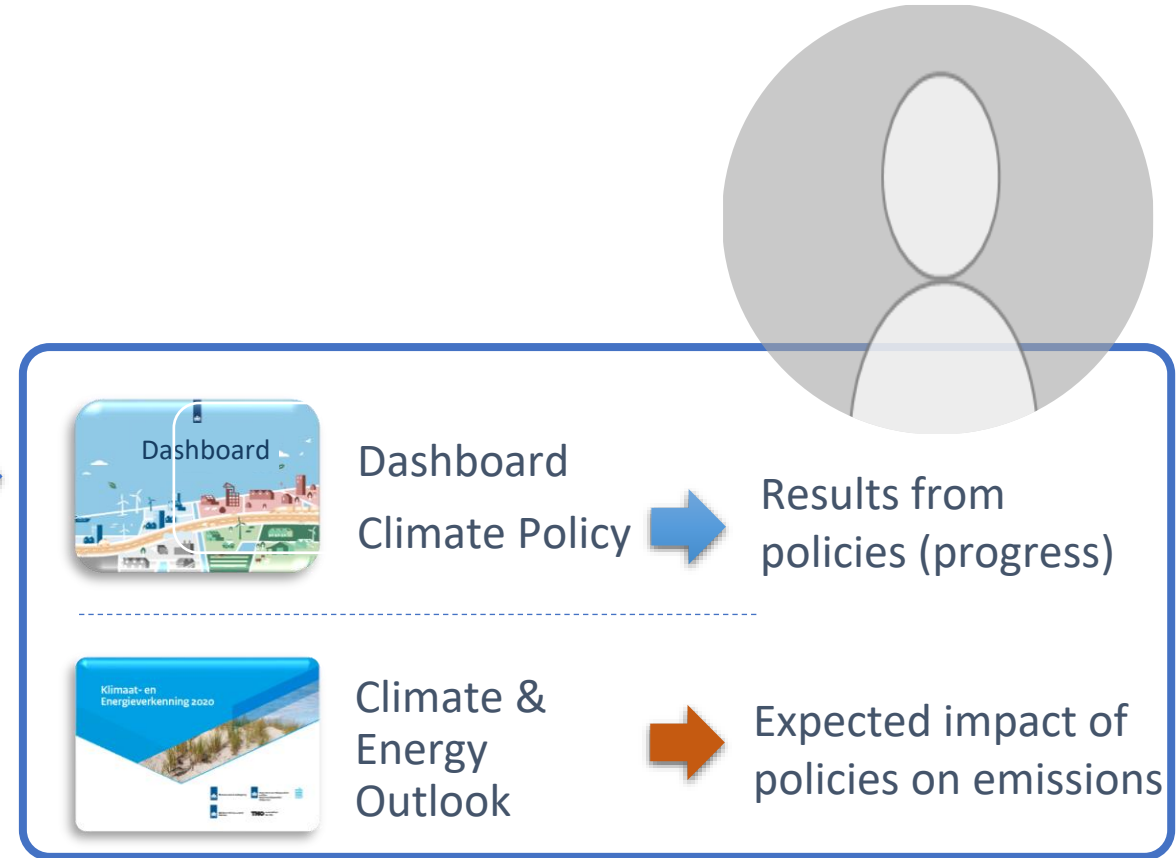 Dashboard
Dashboard
Climate Policy
Results from
policies (progress)
Klimaat- en
Energieverkenning 2020
TNO
Climate &
Energy
Outlook
Expected impact of
policies on emissions